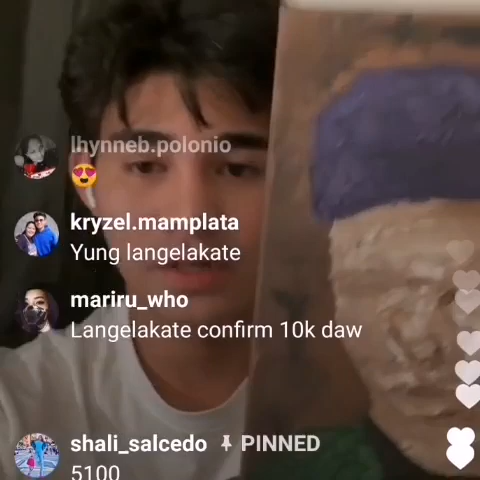 lhynneb.polonio
😍
kryzel.mamplata
Yung langelakate
mariru_who
Langelakate confirm 10k daw
shali_salcedo PINNED
5100